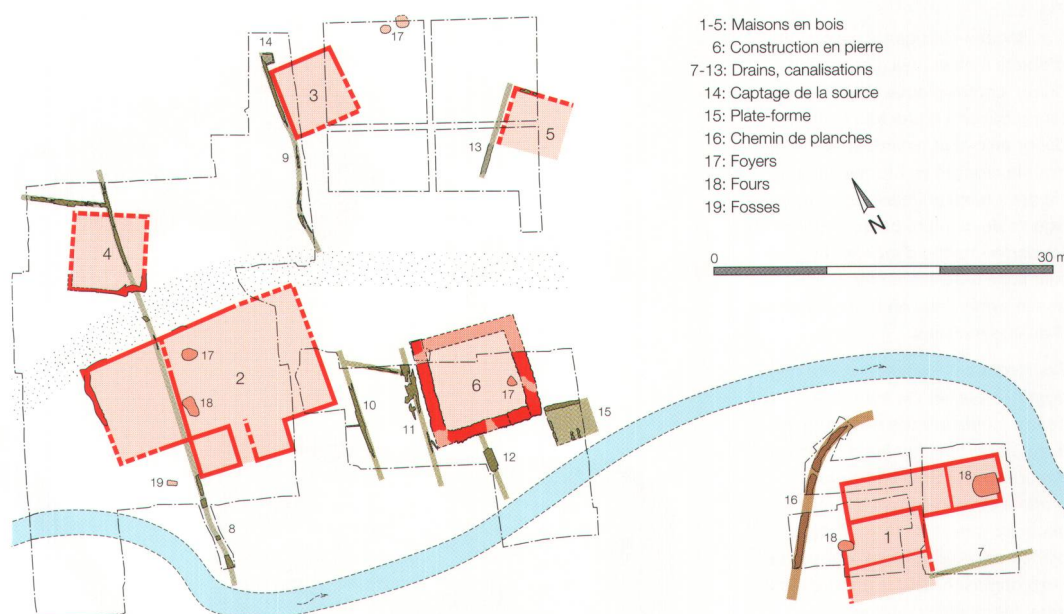 1-5: Maisons en bois
6: Construction en pierre
7-13: Drains, canalisations
14: Captage de la source
15: Plate-forme
16: Chemin de planches
17: Foyers
18: Fours
19: Fosses
N
0 30 m
14
17
3
5
13
9
4
17
2
18
10
11
6
17
15
12
19
8
16
18
18
1
7